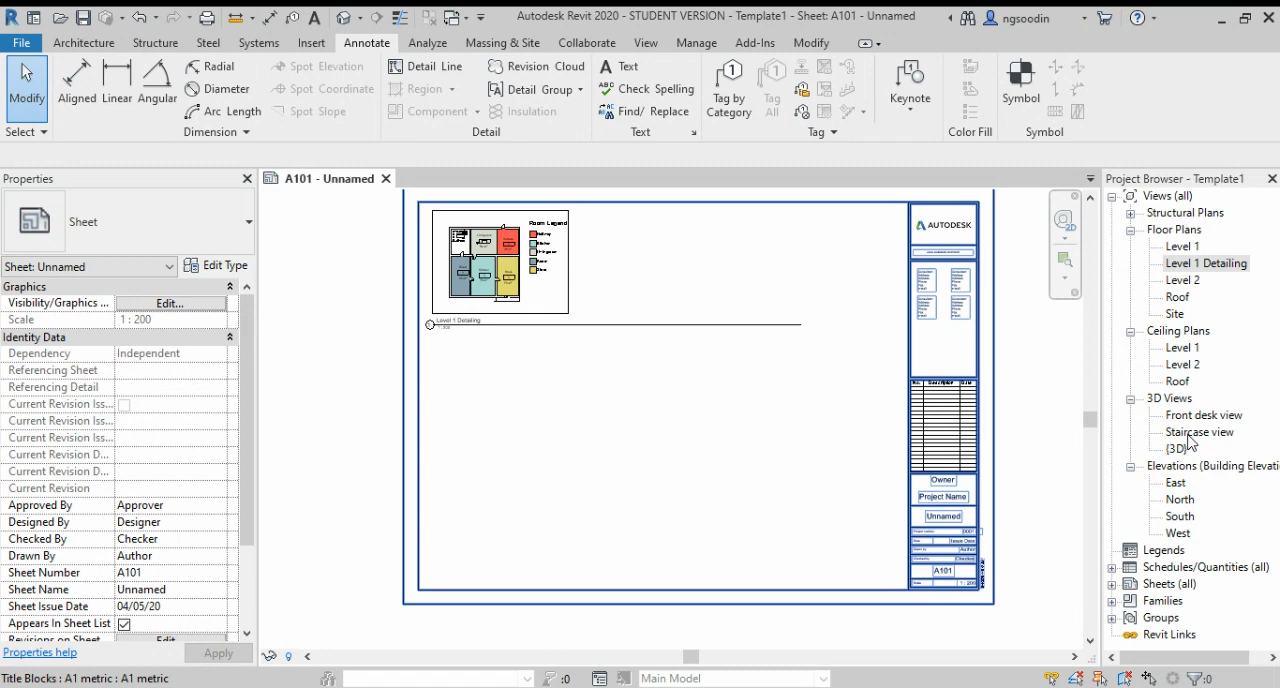 Autodesk Revit 2020 - STUDENT VERSION - Template1 - Sheet: A101 - Unnamed
ngsoodin
File Architecture Structure Steel Systems Insert Annotate Analyze Massing & Site Collaborate View Manage Add-Ins Modify
Modify
Select
Aligned Linear Angular
Radial
Diameter
Arc Length
Spot Elevation
Spot Coordinate
Spot Slope
Dimension
Detail Line
Region
Component
Revision Cloud
Detail Group
Insulation
Detail
Text
Check Spelling
Find/ Replace
Text
Tag by
Category
Tag
All
Tag
Keynote
Color Fill
Symbol
Symbol
Properties
Sheet
Sheet: Unnamed
Edit Type
Graphics
Visibility/Graphics ... Edit...
Scale 1 : 200
Identity Data
Dependency Independent
Referencing Sheet
Referencing Detail
Current Revision Iss...
Current Revision Iss...
Current Revision Iss...
Current Revision D...
Current Revision D...
Current Revision
Approved By Approver
Designed By Designer
Checked By Checker
Drawn By Author
Sheet Number A101
Sheet Name Unnamed
Sheet Issue Date 04/05/20
Appears In Sheet List
Revisions on Sheet Edit...
Properties help
Apply
A101 - Unnamed
Room Legend
Level 1 Detailing
1 : 200
AUTODESK
Owner
Project Name
Unnamed
Issue Date
Author
Checker
A101
1 : 200
2D
Project Browser - Template1
Views (all)
Structural Plans
Floor Plans
Level 1
Level 1 Detailing
Level 2
Roof
Site
Ceiling Plans
Level 1
Level 2
Roof
3D Views
Front desk view
Staircase view
{3D}
Elevations (Building Elevati
East
North
South
West
Legends
Schedules/Quantities (all)
Sheets (all)
Families
Groups
Revit Links
Title Blocks : A1 metric : A1 metric
:0
Main Model
:0